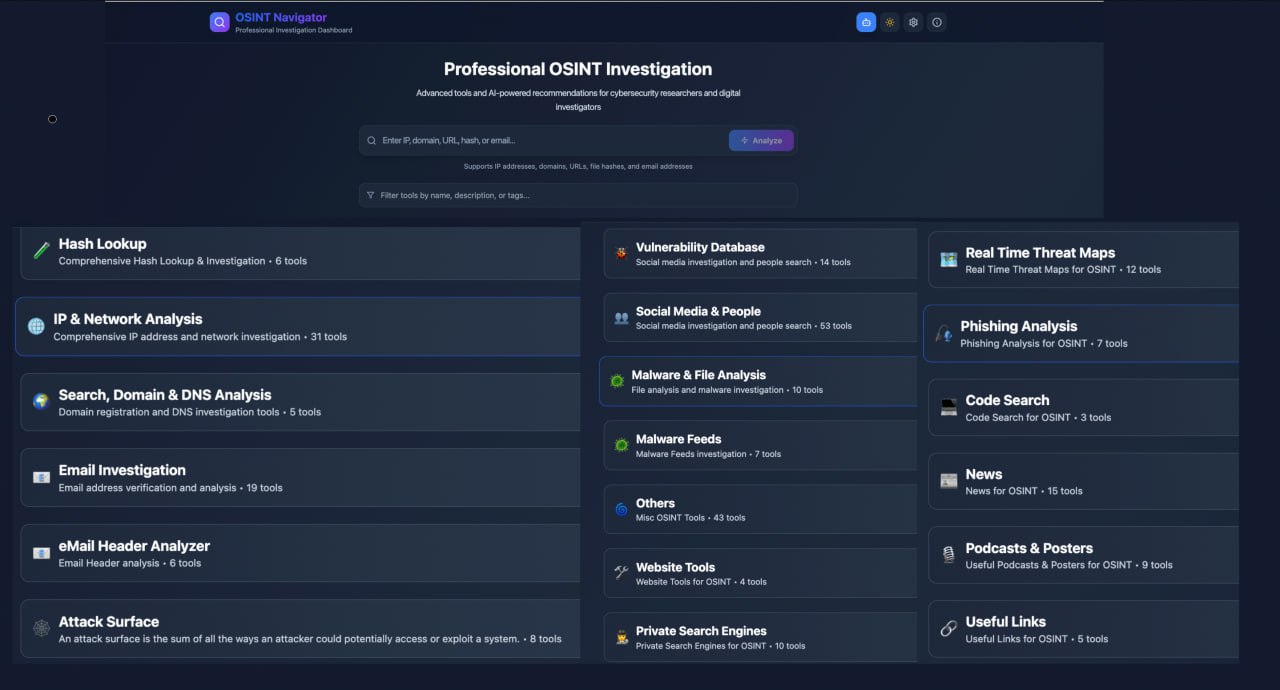 OSINT Navigator
Professional Investigation Dashboard
Professional OSINT Investigation
Advanced tools and AI-powered recommendations for cybersecurity researchers and digital
investigators
Enter IP, domain, URL, hash, or email...
Analyze
Supports IP addresses, domains, URLs, file hashes, and email addresses
Filter tools by name, description, or tags...
Hash Lookup
Comprehensive Hash Lookup & Investigation • 6 tools
IP & Network Analysis
Comprehensive IP address and network investigation • 31 tools
Search, Domain & DNS Analysis
Domain registration and DNS investigation tools • 5 tools
Email Investigation
Email address verification and analysis • 19 tools
eMail Header Analyzer
Email Header analysis • 6 tools
Attack Surface
An attack surface is the sum of all the ways an attacker could potentially access or exploit a system. • 8 tools
Vulnerability Database
Social media investigation and people search • 14 tools
Social Media & People
Social media investigation and people search • 53 tools
Malware & File Analysis
File analysis and malware investigation • 10 tools
Malware Feeds
Malware Feeds investigation • 7 tools
Others
Misc OSINT Tools • 43 tools
Website Tools
Website Tools for OSINT • 4 tools
Private Search Engines
Private Search Engines for OSINT • 10 tools
Real Time Threat Maps
Real Time Threat Maps for OSINT • 12 tools
Phishing Analysis
Phishing Analysis for OSINT • 7 tools
Code Search
Code Search for OSINT • 3 tools
News
News for OSINT • 15 tools
Podcasts & Posters
Useful Podcasts & Posters for OSINT • 9 tools
Useful Links
Useful Links for OSINT • 5 tools